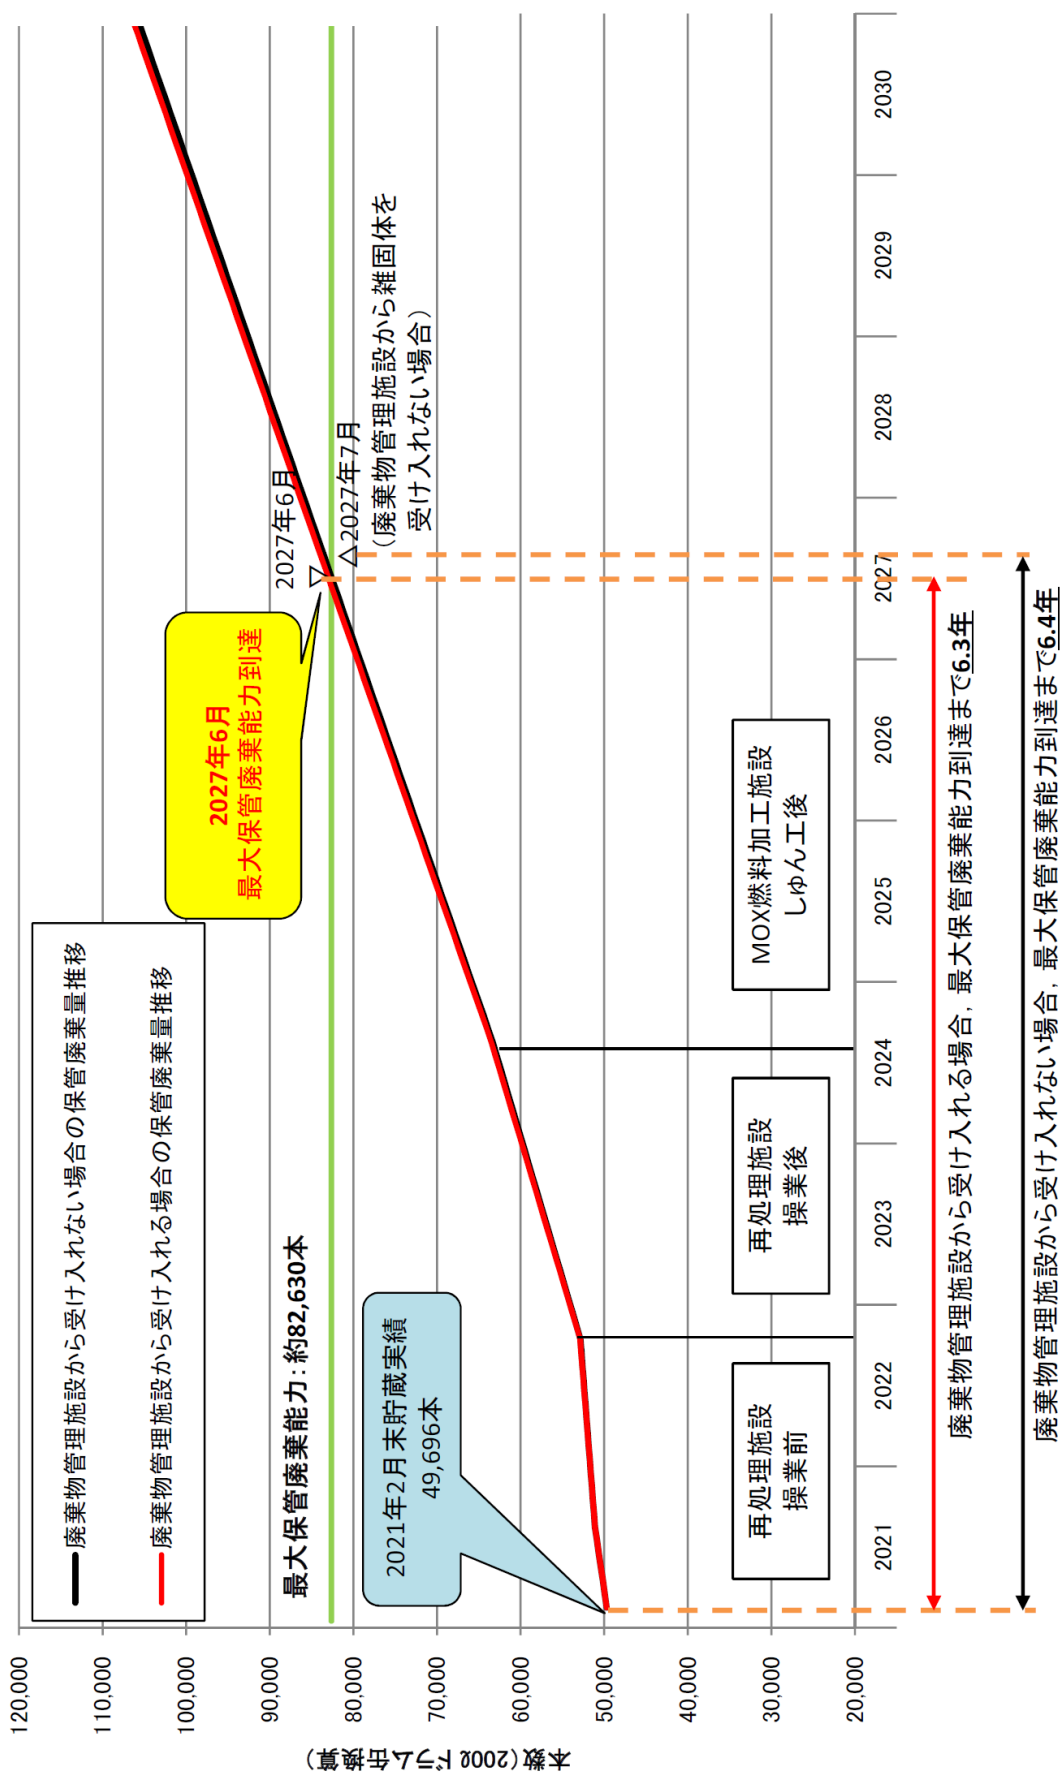 廃棄物管理施設から受け入れない場合の保管廃棄量推移
廃棄物管理施設から受け入れる場合の保管廃棄量推移
2027年6月
最大保管廃棄能力到達
最大保管廃棄能力：約82,630本
2027年6月
△2027年7月
（廃棄物管理施設から雑固体を
受け入れない場合）
2021年2月末貯蔵実績
49,696本
再処理施設
操業前
再処理施設
操業後
MOX燃料加工施設
しゅん工後
本数（200ℓドラム缶換算）
120,000
110,000
100,000
90,000
80,000
70,000
60,000
50,000
40,000
30,000
20,000
2021
2022
2023
2024
2025
2026
2027
2028
2029
2030
廃棄物管理施設から受け入れる場合，最大保管廃棄能力到達まで6.3年
廃棄物管理施設から受け入れない場合，最大保管廃棄能力到達まで6.4年